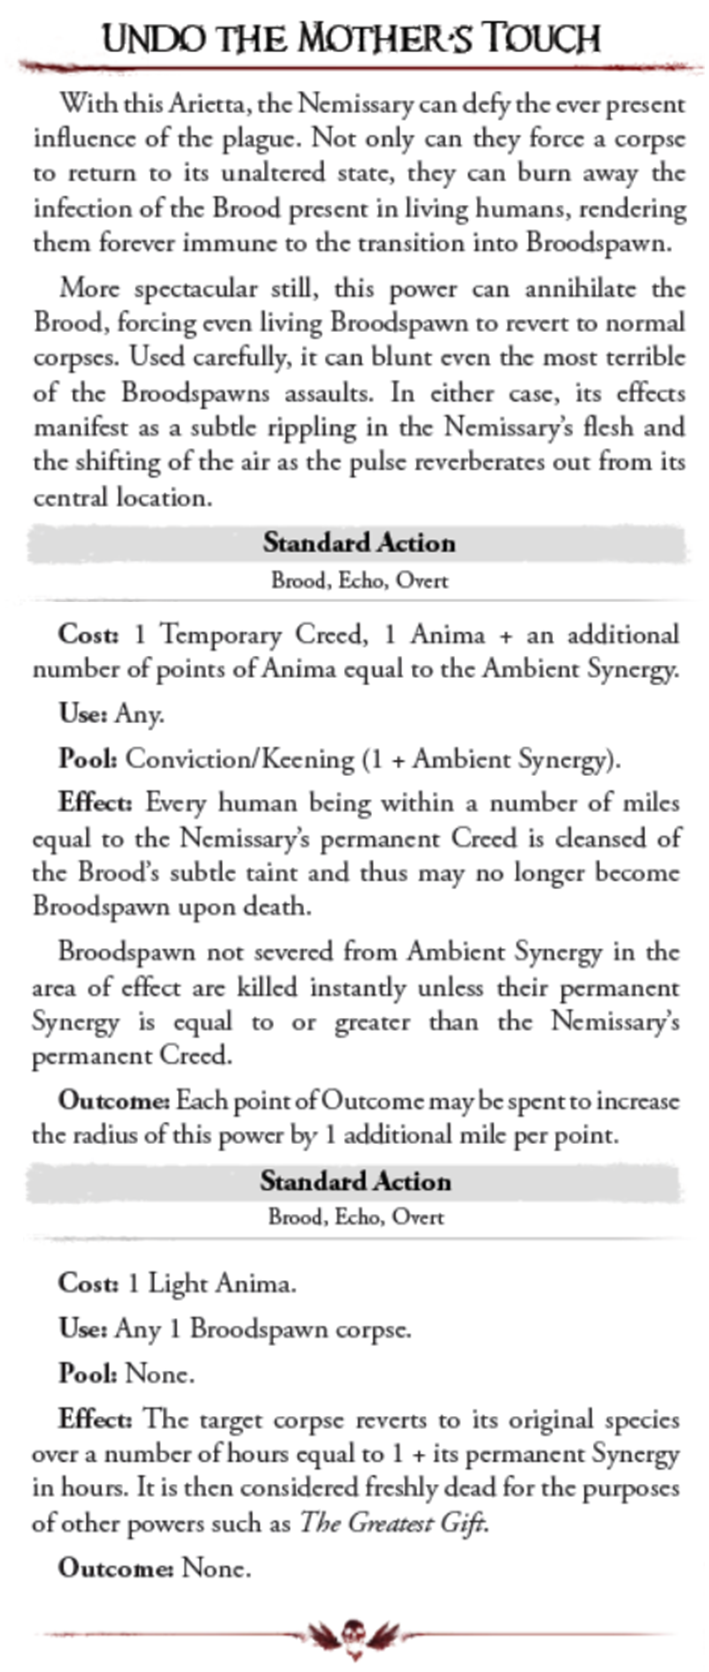 Undo the Mother's Touch
With this Arietta, the Nemissary can defy the ever present
influence of the plague. Not only can they force a corpse
to return to its unaltered state, they can burn away the
infection of the Brood present in living humans, rendering
them forever immune to the transition into Broodspawn.
More spectacular still, this power can annihilate the
Brood, forcing even living Broodspawn to revert to normal
corpses. Used carefully, it can blunt even the most terrible
of the Broodspawns assaults. In either case, its effects
manifest as a subtle rippling in the Nemissary's flesh and
the shifting of the air as the pulse reverberates out from its
central location.
Standard Action
Brood, Echo, Overt
Cost: 1 Temporary Creed, 1 Anima + an additional
number of points of Anima equal to the Ambient Synergy.
Use: Any.
Pool: Conviction/Keening (1 + Ambient Synergy).
Effect: Every human being within a number of miles
equal to the Nemissary's permanent Creed is cleansed of
the Brood's subtle taint and thus may no longer become
Broodspawn upon death.
Broodspawn not severed from Ambient Synergy in the
area of effect are killed instantly unless their permanent
Synergy is equal to or greater than the Nemissary's
permanent Creed.
Outcome: Each point of Outcome may be spent to increase
the radius of this power by 1 additional mile per point.
Standard Action
Brood, Echo, Overt
Cost: 1 Light Anima.
Use: Any 1 Broodspawn corpse.
Pool: None.
Effect: The target corpse reverts to its original species
over a number of hours equal to 1 + its permanent Synergy
in hours. It is then considered freshly dead for the purposes
of other powers such as The Greatest Gift.
Outcome: None.